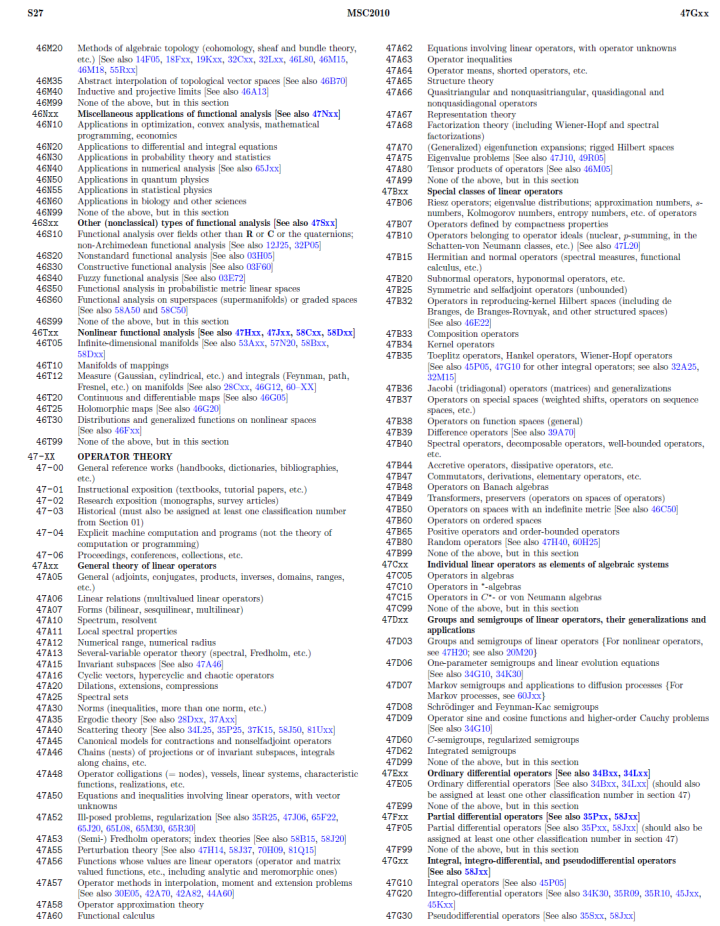 S27 MSC2010 47Gxx
46M20 Methods of algebraic topology (cohomology, sheaf and bundle theory,
etc.) [See also 14F05, 18Fxx, 19Kxx, 32Cxx, 32Lxx, 46L80, 46M15,
46M18, 55Rxx]
46M35 Abstract interpolation of topological vector spaces [See also 46B70]
46M40 Inductive and projective limits [See also 46A13]
46M99 None of the above, but in this section
46Nxx Miscellaneous applications of functional analysis [See also 47Nxx]
46N10 Applications in optimization, convex analysis, mathematical
programming, economics
46N20 Applications to differential and integral equations
46N30 Applications in probability theory and statistics
46N40 Applications in numerical analysis [See also 65Jxx]
46N50 Applications in quantum physics
46N55 Applications in statistical physics
46N60 Applications in biology and other sciences
46N99 None of the above, but in this section
46Sxx Other (nonclassical) types of functional analysis [See also 47Sxx]
46S10 Functional analysis over fields other than R or C or the quaternions;
non-Archimedean functional analysis [See also 12J25, 32P05]
46S20 Nonstandard functional analysis [See also 03H05]
46S30 Constructive functional analysis [See also 03F60]
46S40 Fuzzy functional analysis [See also 03E72]
46S50 Functional analysis in probabilistic metric linear spaces
46S60 Functional analysis on superspaces (supermanifolds) or graded spaces
[See also 58A50 and 58C50]
46S99 None of the above, but in this section
46Txx Nonlinear functional analysis [See also 47Hxx, 47Jxx, 58Cxx, 58Dxx]
46T05 Infinite-dimensional manifolds [See also 53Axx, 57N20, 58Bxx,
58Dxx]
46T10 Manifolds of mappings
46T12 Measure (Gaussian, cylindrical, etc.) and integrals (Feynman, path,
Fresnel, etc.) on manifolds [See also 28Cxx, 46G12, 60–XX]
46T20 Continuous and differentiable maps [See also 46G05]
46T25 Holomorphic maps [See also 46G20]
46T30 Distributions and generalized functions on nonlinear spaces
[See also 46Fxx]
46T99 None of the above, but in this section
47-XX OPERATOR THEORY
47-00 General reference works (handbooks, dictionaries, bibliographies,
etc.)
47-01 Instructional exposition (textbooks, tutorial papers, etc.)
47-02 Research exposition (monographs, survey articles)
47-03 Historical (must also be assigned at least one classification number
from Section 01)
47-04 Explicit machine computation and programs (not the theory of
computation or programming)
47-06 Proceedings, conferences, collections, etc.
47Axx General theory of linear operators
47A05 General (adjoints, conjugates, products, inverses, domains, ranges,
etc.)
47A06 Linear relations (multivalued linear operators)
47A07 Forms (bilinear, sesquilinear, multilinear)
47A10 Spectrum, resolvent
47A11 Local spectral properties
47A12 Numerical range, numerical radius
47A13 Several-variable operator theory (spectral, Fredholm, etc.)
47A15 Invariant subspaces [See also 47A46]
47A16 Cyclic vectors, hypercyclic and chaotic operators
47A20 Dilations, extensions, compressions
47A25 Spectral sets
47A30 Norms (inequalities, more than one norm, etc.)
47A35 Ergodic theory [See also 28Dxx, 37Axx]
47A40 Scattering theory [See also 34L25, 35P25, 37K15, 58J50, 81Uxx]
47A45 Canonical models for contractions and nonselfadjoint operators
47A46 Chains (nests) of projections or of invariant subspaces, integrals
along chains, etc.
47A48 Operator colligations (= nodes), vessels, linear systems, characteristic
functions, realizations, etc.
47A50 Equations and inequalities involving linear operators, with vector
unknowns
47A52 Ill-posed problems, regularization [See also 35R25, 47J06, 65F22,
65J20, 65L08, 65M30, 65R30]
47A53 (Semi-) Fredholm operators; index theories [See also 58B15, 58J20]
47A55 Perturbation theory [See also 47H14, 58J37, 70H09, 81Q15]
47A56 Functions whose values are linear operators (operator and matrix
valued functions, etc., including analytic and meromorphic ones)
47A57 Operator methods in interpolation, moment and extension problems
[See also 30E05, 42A70, 42A82, 44A60]
47A58 Operator approximation theory
47A60 Functional calculus
47A62 Equations involving linear operators, with operator unknowns
47A63 Operator inequalities
47A64 Operator means, shorted operators, etc.
47A65 Structure theory
47A66 Quasitriangular and nonquasitriangular, quasidiagonal and
nonquasidiagonal operators
47A67 Representation theory
47A68 Factorization theory (including Wiener-Hopf and spectral
factorizations)
47A70 (Generalized) eigenfunction expansions; rigged Hilbert spaces
47A75 Eigenvalue problems [See also 47J10, 49R05]
47A80 Tensor products of operators [See also 46M05]
47A99 None of the above, but in this section
47Bxx Special classes of linear operators
47B06 Riesz operators; eigenvalue distributions; approximation numbers, s-
numbers, Kolmogorov numbers, entropy numbers, etc. of operators
47B07 Operators defined by compactness properties
47B10 Operators belonging to operator ideals (nuclear, p-summing, in the
Schatten-von Neumann classes, etc.) [See also 47L20]
47B15 Hermitian and normal operators (spectral measures, functional
calculus, etc.)
47B20 Subnormal operators, hyponormal operators, etc.
47B25 Symmetric and selfadjoint operators (unbounded)
47B32 Operators in reproducing-kernel Hilbert spaces (including de
Branges, de Branges-Rovnyak, and other structured spaces)
[See also 46E22]
47B33 Composition operators
47B34 Kernel operators
47B35 Toeplitz operators, Hankel operators, Wiener-Hopf operators
[See also 45P05, 47G10 for other integral operators; see also 32A25,
32M15]
47B36 Jacobi (tridiagonal) operators (matrices) and generalizations
47B37 Operators on special spaces (weighted shifts, operators on sequence
spaces, etc.)
47B38 Operators on function spaces (general)
47B39 Difference operators [See also 39A70]
47B40 Spectral operators, decomposable operators, well-bounded operators,
etc.
47B44 Accretive operators, dissipative operators, etc.
47B47 Commutators, derivations, elementary operators, etc.
47B48 Operators on Banach algebras
47B49 Transformers, preservers (operators on spaces of operators)
47B50 Operators on spaces with an indefinite metric [See also 46C50]
47B60 Operators on ordered spaces
47B65 Positive operators and order-bounded operators
47B80 Random operators [See also 47H40, 60H25]
47B99 None of the above, but in this section
47Cxx Individual linear operators as elements of algebraic systems
47C05 Operators in algebras
47C10 Operators in *-algebras
47C15 Operators in C*- or von Neumann algebras
47C99 None of the above, but in this section
47Dxx Groups and semigroups of linear operators, their generalizations and
applications
47D03 Groups and semigroups of linear operators {For nonlinear operators,
see 47H20; see also 20M20}
47D06 One-parameter semigroups and linear evolution equations
[See also 34G10, 34K30]
47D07 Markov semigroups and applications to diffusion processes {For
Markov processes, see 60Jxx}
47D08 Schrödinger and Feynman-Kac semigroups
47D09 Operator sine and cosine functions and higher-order Cauchy problems
[See also 34G10]
47D60 C-semigroups, regularized semigroups
47D62 Integrated semigroups
47D99 None of the above, but in this section
47Exx Ordinary differential operators [See also 34Bxx, 34Lxx]
47E05 Ordinary differential operators [See also 34Bxx, 34Lxx] (should also
be assigned at least one other classification number in section 47)
47E99 None of the above, but in this section
47Fxx Partial differential operators [See also 35Pxx, 58Jxx]
47F05 Partial differential operators [See also 35Pxx, 58Jxx] (should also be
assigned at least one other classification number in section 47)
47F99 None of the above, but in this section
47Gxx Integral, integro-differential, and pseudodifferential operators
[See also 58Jxx]
47G10 Integral operators [See also 45P05]
47G20 Integro-differential operators [See also 34K30, 35R09, 35R10, 45Jxx,
45Kxx]
47G30 Pseudodifferential operators [See also 35Sxx, 58Jxx]